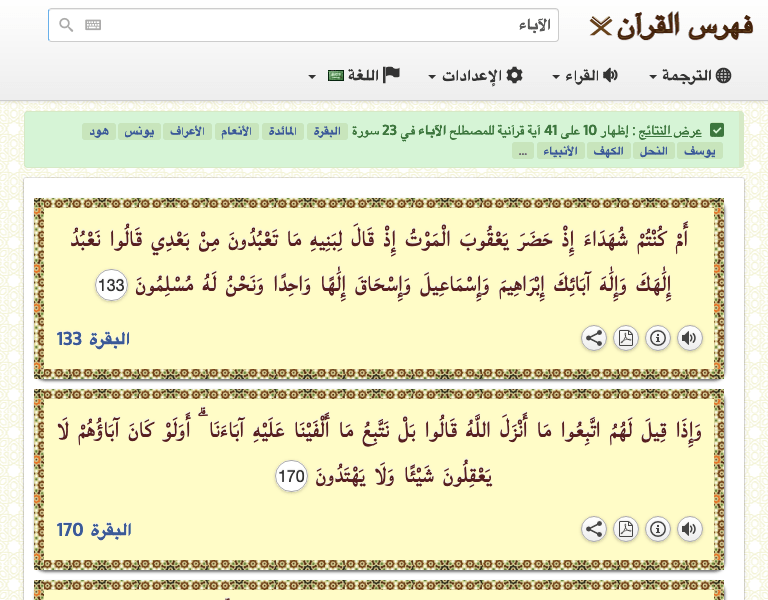 فهرس القرآن
الآباء
الترجمة القراء الإعدادات اللغة
عرض النتائج : إظهار 10 على 41 آية قرآنية للمصطلح الآباء في 23 سورة البقرة المائدة الأنعام الأعراف يونس هود
يوسف النحل الكهف الأنبياء ...
أَمْ كُنْتُمْ شُهَدَاءَ إِذْ حَضَرَ يَعْقُوبَ الْمَوْتُ إِذْ قَالَ لِبَنِيهِ مَا تَعْبُدُونَ مِنْ بَعْدِي قَالُوا نَعْبُدُ
إِلَٰهَكَ وَإِلَٰهَ آبَائِكَ إِبْرَاهِيمَ وَإِسْمَاعِيلَ وَإِسْحَاقَ إِلَٰهًا وَاحِدًا وَنَحْنُ لَهُ مُسْلِمُونَ 133
البقرة 133
وَإِذَا قِيلَ لَهُمُ اتَّبِعُوا مَا أَنْزَلَ اللَّهُ قَالُوا بَلْ نَتَّبِعُ مَا أَلْفَيْنَا عَلَيْهِ آبَاءَنَا ۗ أَوَلَوْ كَانَ آبَاؤُهُمْ لَا
يَعْقِلُونَ شَيْئًا وَلَا يَهْتَدُونَ 170
البقرة 170